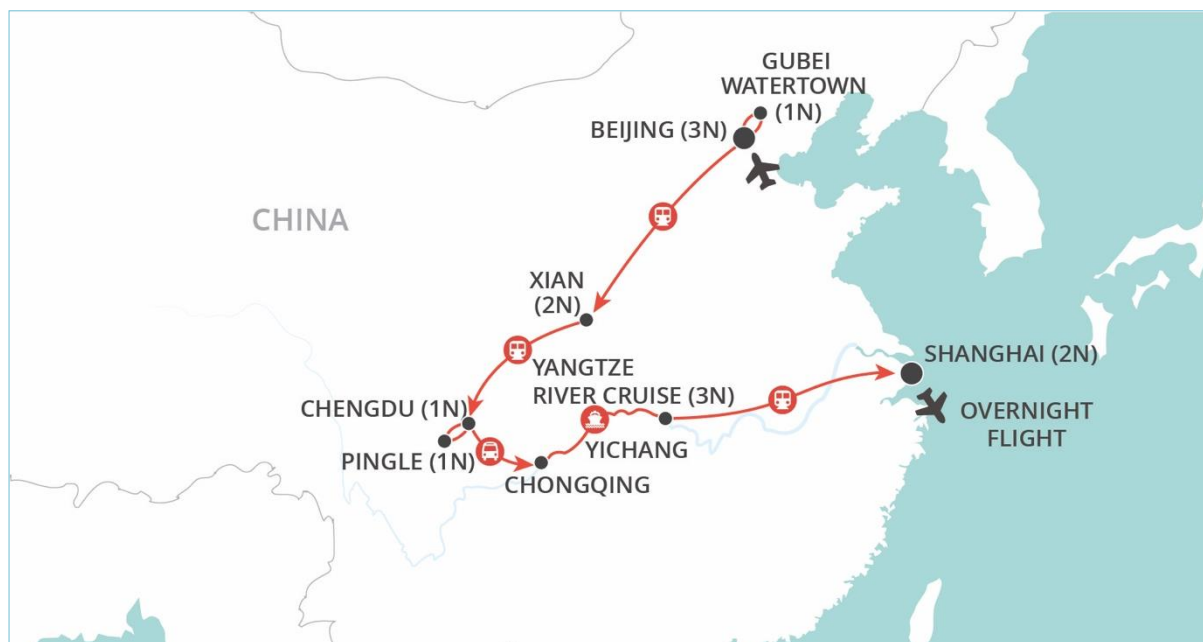 GUBEI
WATERTOWN
(1N)
BEIJING (3N)
CHINA
XIAN
(2N)
YANGTZE
RIVER CRUISE (3N)
SHANGHAI (2N)
CHENGDU (1N)
OVERNIGHT
FLIGHT
YICHANG
PINGLE (1N)
CHONGQING